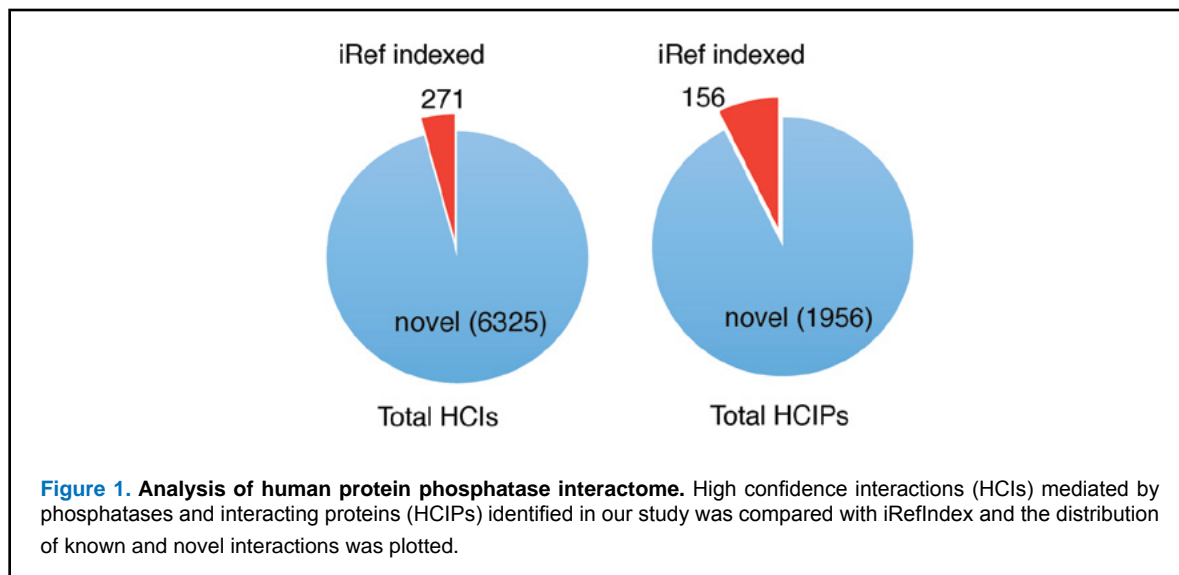 iRef indexed
271
novel (6325)
Total HCIs
iRef indexed
156
novel (1956)
Total HCIPs
Figure 1. Analysis of human protein phosphatase interactome. High confidence interactions (HCIs) mediated by
phosphatases and interacting proteins (HCIPs) identified in our study was compared with iRefIndex and the distribution
of known and novel interactions was plotted.